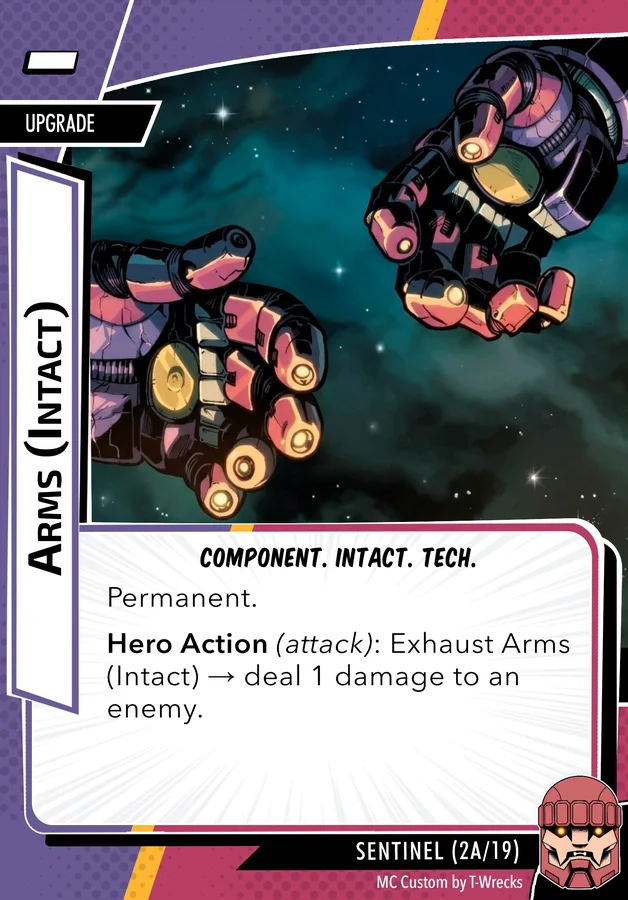 UPGRADE
ARMS (INTACT)
COMPONENT. INTACT. TECH.
Permanent.
Hero Action (attack): Exhaust Arms
(Intact) → deal 1 damage to an
enemy.
SENTINEL (2A/19)
MC Custom by T-Wrecks